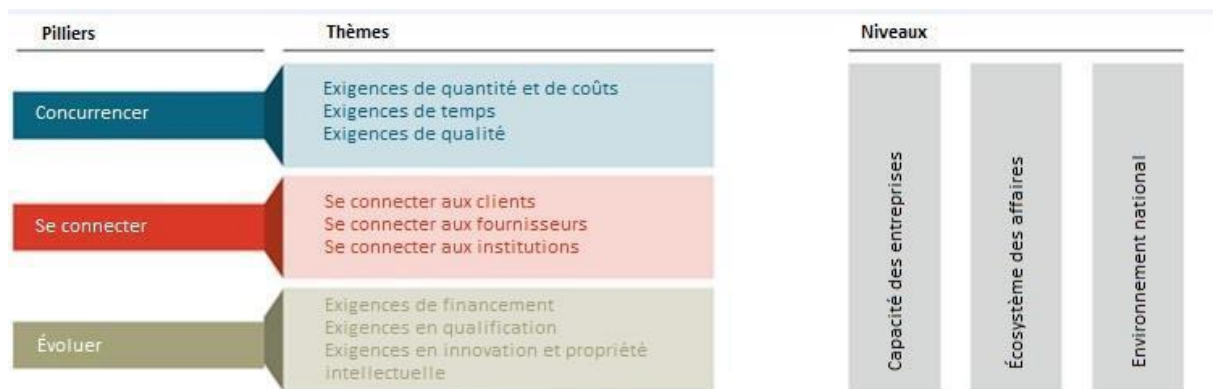 Pilliers
Thèmes
Niveaux
Concurrencer
Exigences de quantité et de coûts
Exigences de temps
Exigences de qualité
Se connecter
Se connecter aux clients
Se connecter aux fournisseurs
Se connecter aux institutions
Évoluer
Exigences de financement
Exigences en qualification
Exigences en innovation et propriété
intellectuelle
Capacité des entreprises
Écosystème des affaires
Environnement national